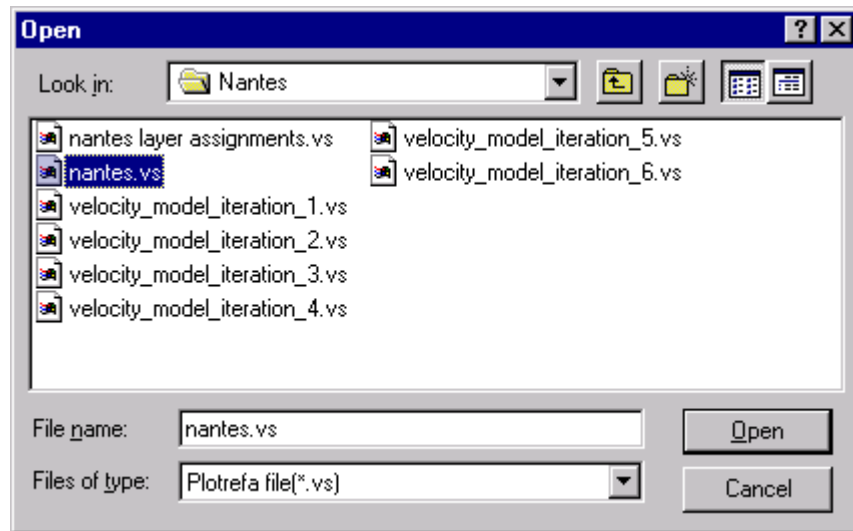 Open
Look in: Nantes
nantes layer assignments.vs
nantes.vs
velocity_model_iteration_1.vs
velocity_model_iteration_2.vs
velocity_model_iteration_3.vs
velocity_model_iteration_4.vs
velocity_model_iteration_5.vs
velocity_model_iteration_6.vs
File name: nantes.vs Open
Files of type: Plotrefa file(*.vs) Cancel